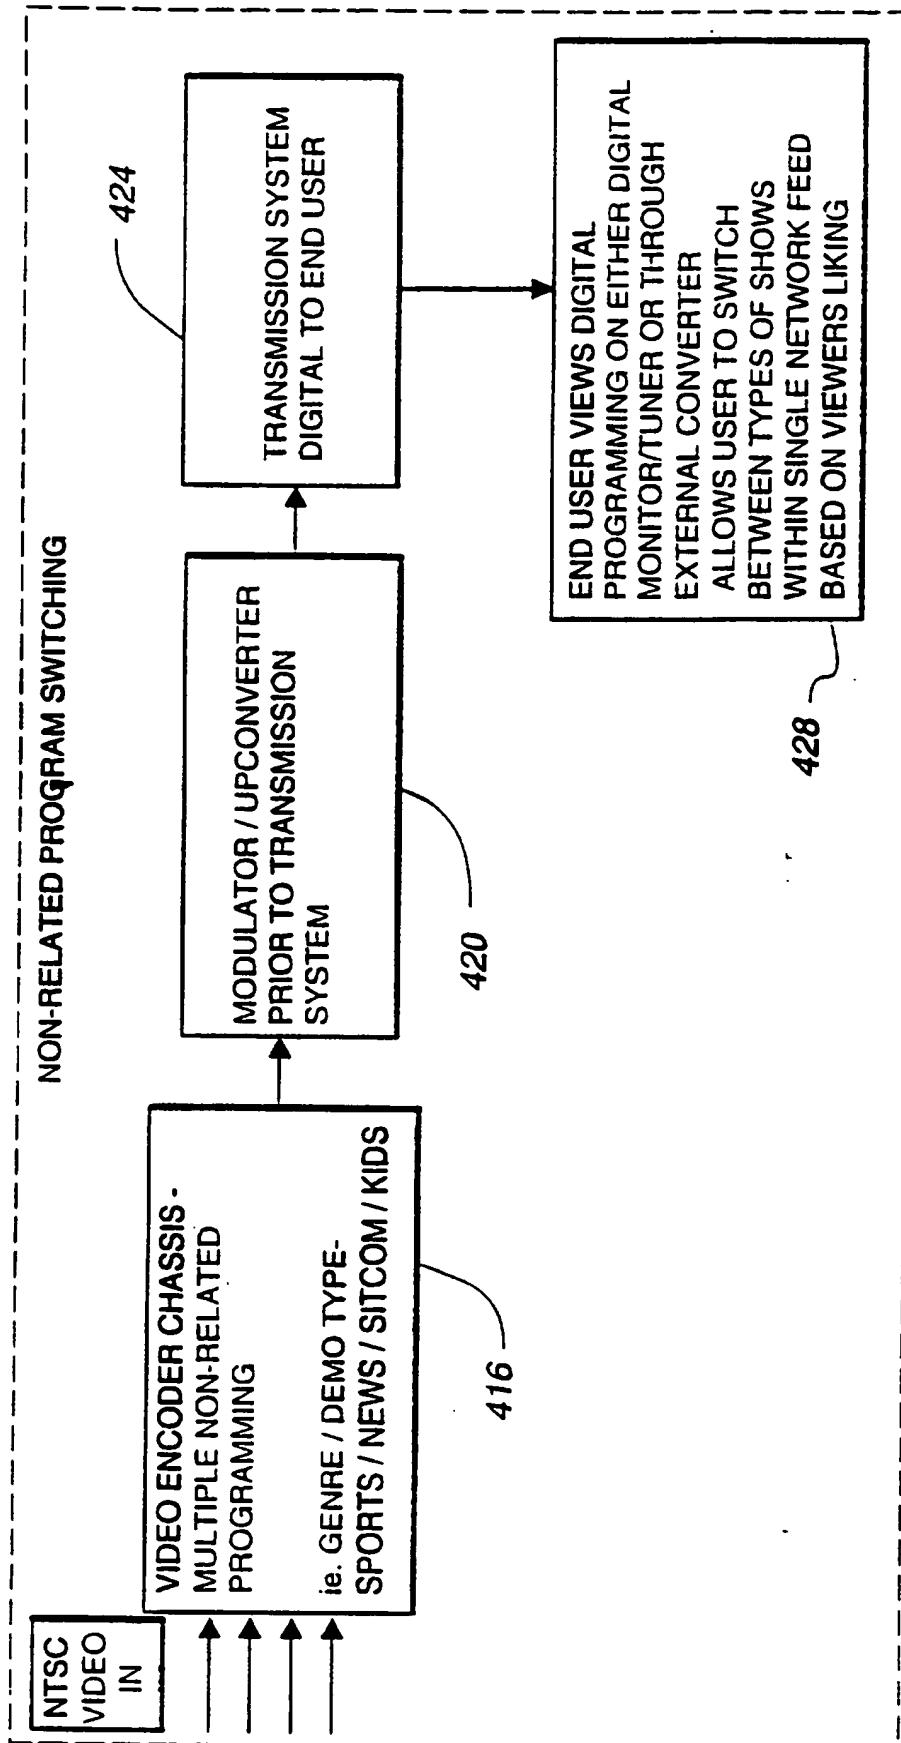 NON-RELATED PROGRAM SWITCHING
NTSC
VIDEO
IN
VIDEO ENCODER CHASSIS -
MULTIPLE NON-RELATED
PROGRAMMING
ie. GENRE / DEMO TYPE-
SPORTS / NEWS / SITCOM / KIDS
416
MODULATOR / UPCONVERTER
PRIOR TO TRANSMISSION
SYSTEM
420
TRANSMISSION SYSTEM
DIGITAL TO END USER
424
END USER VIEWS DIGITAL
PROGRAMMING ON EITHER DIGITAL
MONITOR/TUNER OR THROUGH
EXTERNAL CONVERTER
ALLOWS USER TO SWITCH
BETWEEN TYPES OF SHOWS
WITHIN SINGLE NETWORK FEED
BASED ON VIEWERS LIKING
428